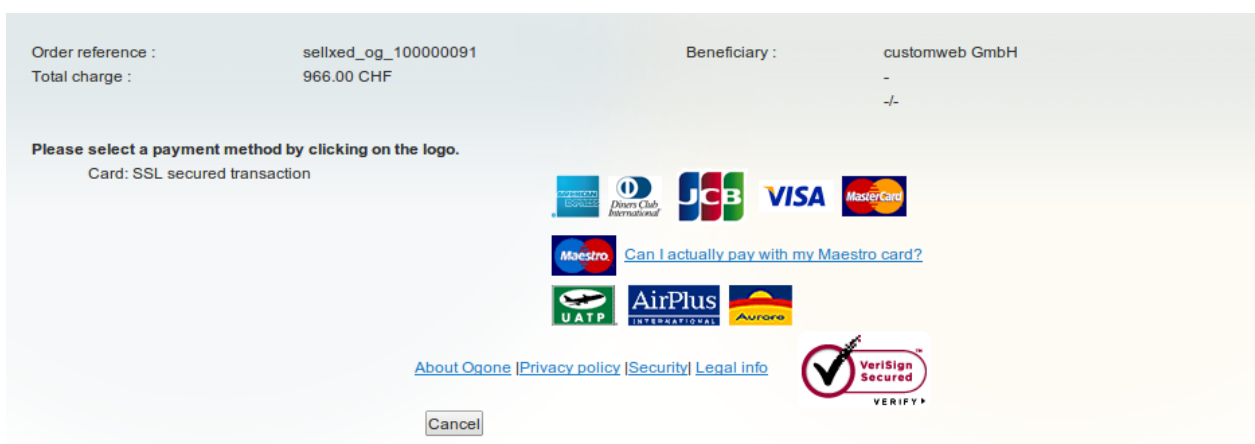 Order reference : sellxed_og_100000091 Beneficiary : customweb GmbH
Total charge : 966.00 CHF -
-/-
Please select a payment method by clicking on the logo.
Card: SSL secured transaction
AMERICAN EXPRESS Diners Club International JCB VISA MasterCard
Maestro Can I actually pay with my Maestro card?
UATP AirPlus INTERNATIONAL Aurore
About Ogone |Privacy policy |Security| Legal info
VeriSign Secured
VERIFY
Cancel